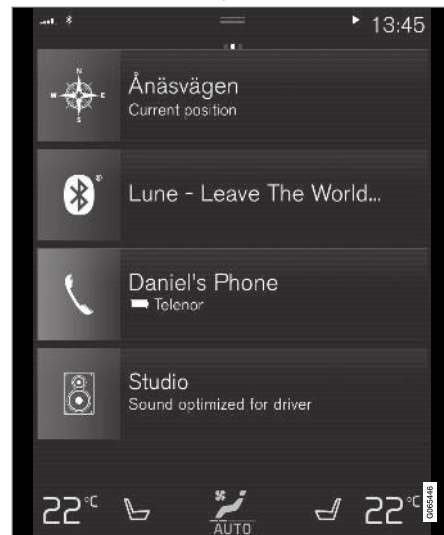 13:45
N
W E
S
Ånäsvägen
Current position
Lune - Leave The World...
Daniel's Phone
Telenor
Studio
Sound optimized for driver
22°C
AUTO
22°C
G065446